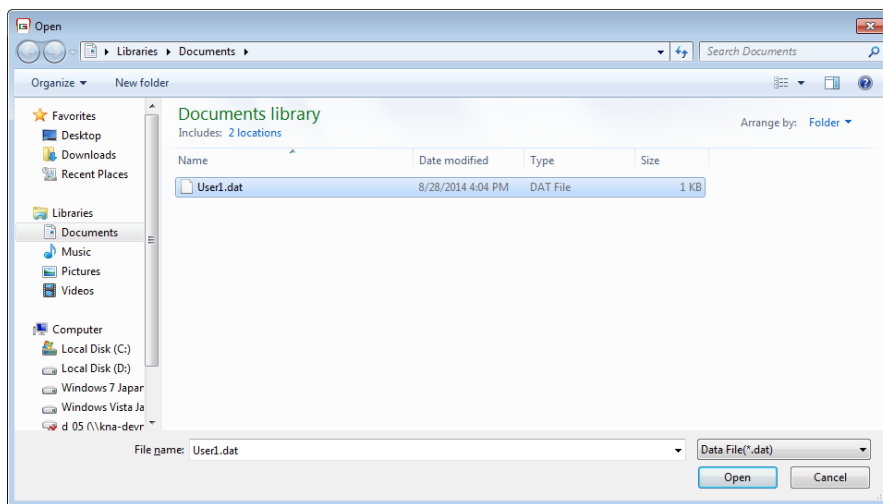 Open
Libraries Documents Search Documents
Organize New folder
Favorites
Desktop
Downloads
Recent Places
Libraries
Documents
Music
Pictures
Videos
Computer
Local Disk (C:)
Local Disk (D:)
Windows 7 Japan
Windows Vista Ja
d 05 (\\kna-devr
Documents library
Includes: 2 locations
Arrange by: Folder
Name Date modified Type Size
User1.dat 8/28/2014 4:04 PM DAT File 1 KB
File name: User1.dat Data File(*.dat)
Open Cancel